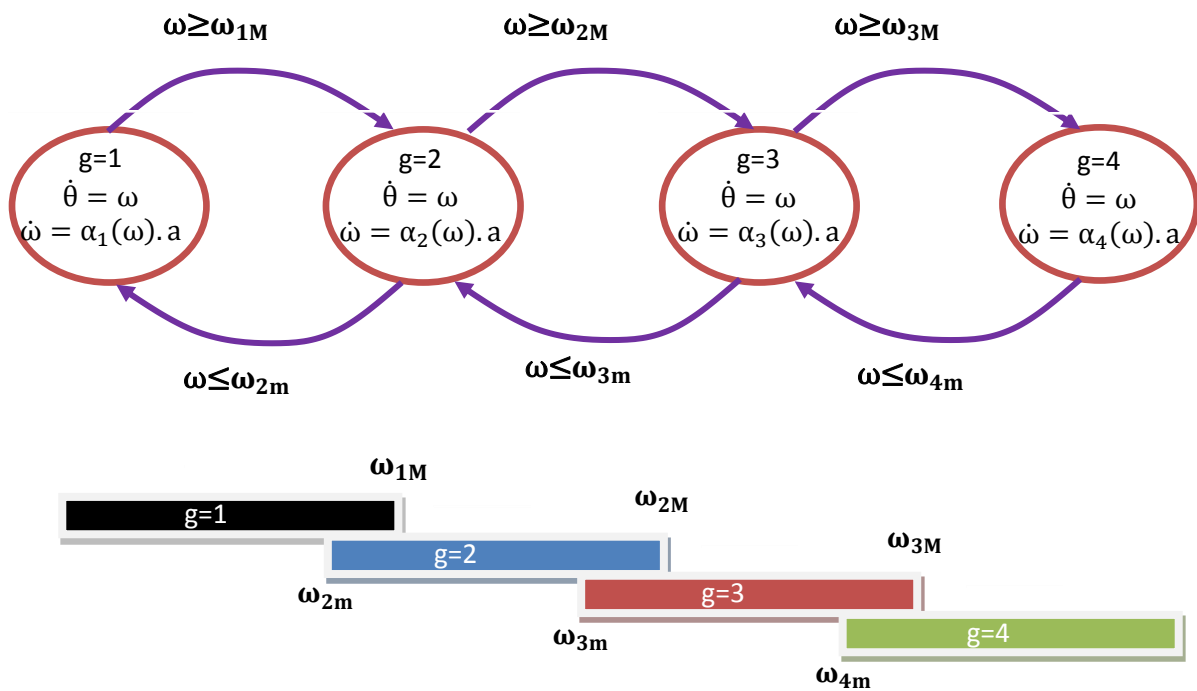 ω≥ω₁M ω≥ω₂M ω≥ω₃M
g=1 g=2 g=3 g=4
θ̇ = ω θ̇ = ω θ̇ = ω θ̇ = ω
ω̇ = α₁(ω). a ω̇ = α₂(ω). a ω̇ = α₃(ω). a ω̇ = α₄(ω). a
ω≤ω₂m ω≤ω₃m ω≤ω₄m
ω₁M
g=1
ω₂M
g=2
ω₃M
ω₂m
g=3
ω₃m
g=4
ω₄m